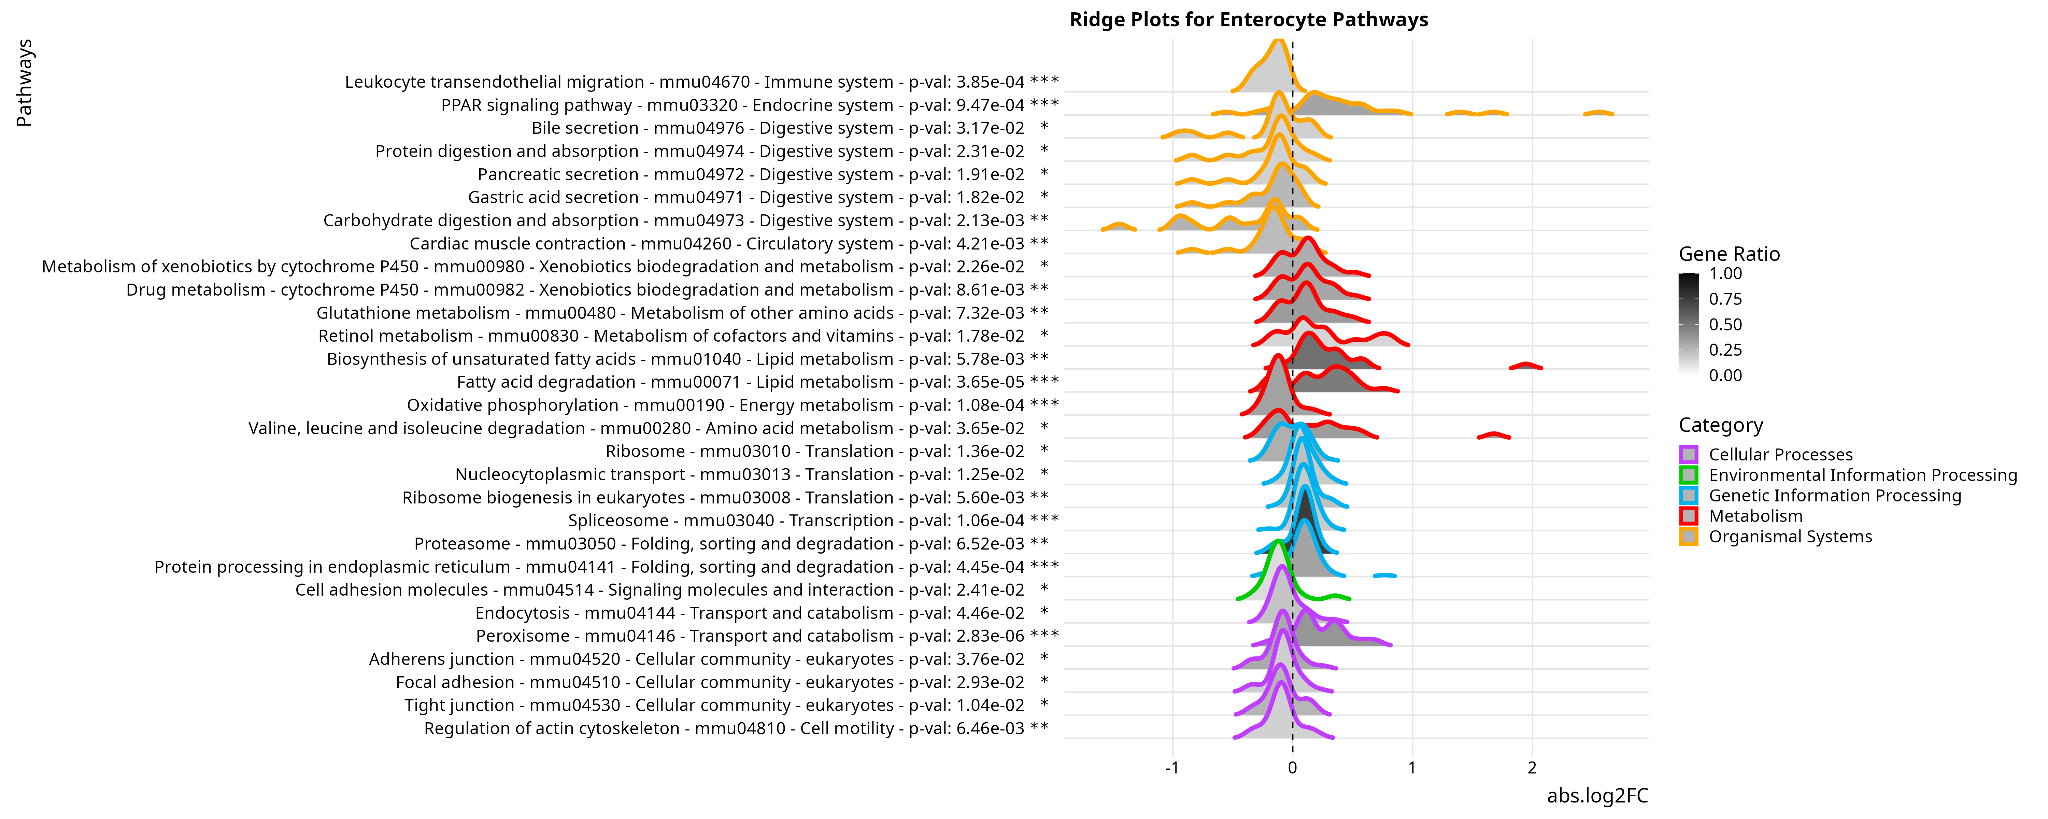 Ridge Plots for Enterocyte Pathways
Pathways
Leukocyte transendothelial migration - mmu04670 - Immune system - p-val: 3.85e-04 ***
PPAR signaling pathway - mmu03320 - Endocrine system - p-val: 9.47e-04 ***
Bile secretion - mmu04976 - Digestive system - p-val: 3.17e-02 *
Protein digestion and absorption - mmu04974 - Digestive system - p-val: 2.31e-02 *
Pancreatic secretion - mmu04972 - Digestive system - p-val: 1.91e-02 *
Gastric acid secretion - mmu04971 - Digestive system - p-val: 1.82e-02 *
Carbohydrate digestion and absorption - mmu04973 - Digestive system - p-val: 2.13e-03 **
Cardiac muscle contraction - mmu04260 - Circulatory system - p-val: 4.21e-03 **
Metabolism of xenobiotics by cytochrome P450 - mmu00980 - Xenobiotics biodegradation and metabolism - p-val: 2.26e-02 *
Drug metabolism - cytochrome P450 - mmu00982 - Xenobiotics biodegradation and metabolism - p-val: 8.61e-03 **
Glutathione metabolism - mmu00480 - Metabolism of other amino acids - p-val: 7.32e-03 **
Retinol metabolism - mmu00830 - Metabolism of cofactors and vitamins - p-val: 1.78e-02 *
Biosynthesis of unsaturated fatty acids - mmu01040 - Lipid metabolism - p-val: 5.78e-03 **
Fatty acid degradation - mmu00071 - Lipid metabolism - p-val: 3.65e-05 ***
Oxidative phosphorylation - mmu00190 - Energy metabolism - p-val: 1.08e-04 ***
Valine, leucine and isoleucine degradation - mmu00280 - Amino acid metabolism - p-val: 3.65e-02 *
Ribosome - mmu03010 - Translation - p-val: 1.36e-02 *
Nucleocytoplasmic transport - mmu03013 - Translation - p-val: 1.25e-02 *
Ribosome biogenesis in eukaryotes - mmu03008 - Translation - p-val: 5.60e-03 **
Spliceosome - mmu03040 - Transcription - p-val: 1.06e-04 ***
Proteasome - mmu03050 - Folding, sorting and degradation - p-val: 6.52e-03 **
Protein processing in endoplasmic reticulum - mmu04141 - Folding, sorting and degradation - p-val: 4.45e-04 ***
Cell adhesion molecules - mmu04514 - Signaling molecules and interaction - p-val: 2.41e-02 *
Endocytosis - mmu04144 - Transport and catabolism - p-val: 4.46e-02 *
Peroxisome - mmu04146 - Transport and catabolism - p-val: 2.83e-06 ***
Adherens junction - mmu04520 - Cellular community - eukaryotes - p-val: 3.76e-02 *
Focal adhesion - mmu04510 - Cellular community - eukaryotes - p-val: 2.93e-02 *
Tight junction - mmu04530 - Cellular community - eukaryotes - p-val: 1.04e-02 *
Regulation of actin cytoskeleton - mmu04810 - Cell motility - p-val: 6.46e-03 **
-1 0 1 2
abs.log2FC
Gene Ratio
1.00
0.75
0.50
0.25
0.00
Category
Cellular Processes
Environmental Information Processing
Genetic Information Processing
Metabolism
Organismal Systems